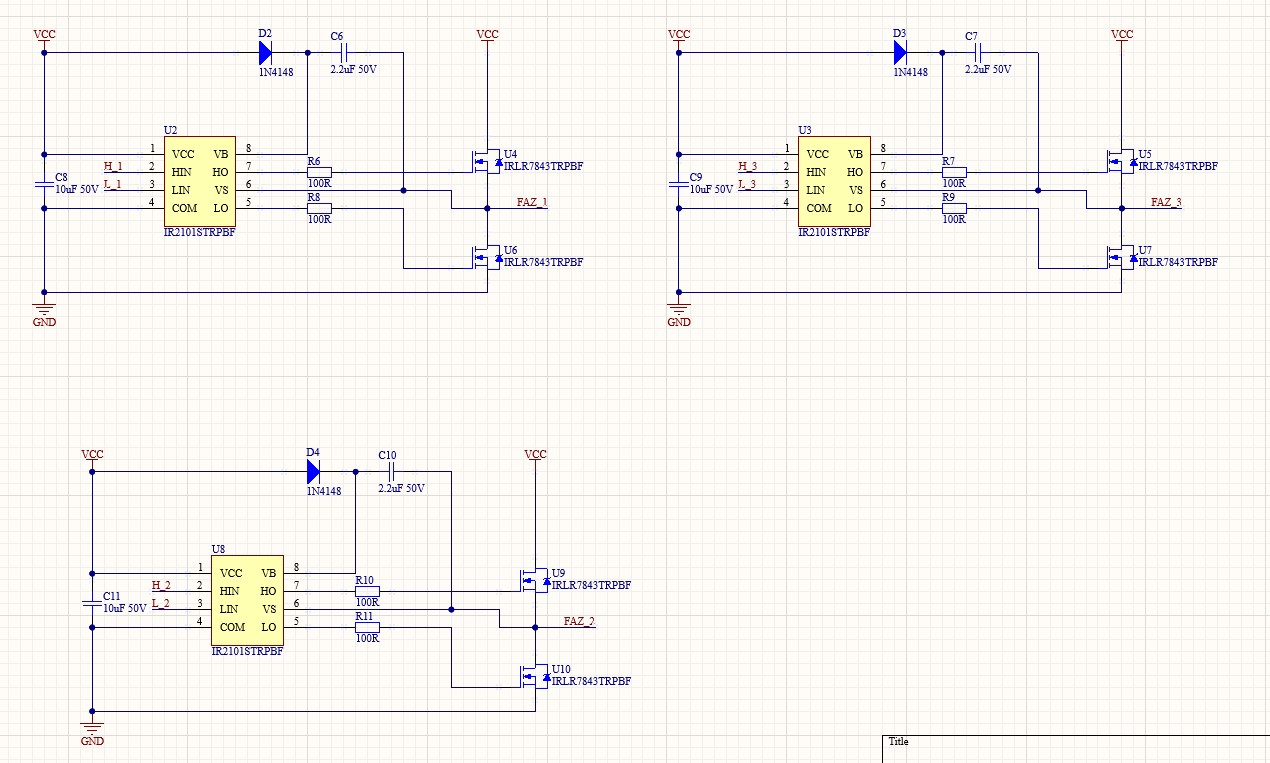 VCC
D2
C6
VCC
1N4148
2.2uF 50V
U2
1 VCC VB 8
H_1 2 HIN HO 7
L_1 3 LIN VS 6
4 COM LO 5
IR2101STRPBF
C8
10uF 50V
R6
100R
R8
100R
U4
IRLR7843TRPBF
FAZ_1
U6
IRLR7843TRPBF
GND
VCC
D3
C7
VCC
1N4148
2.2uF 50V
U3
1 VCC VB 8
H_3 2 HIN HO 7
L_3 3 LIN VS 6
4 COM LO 5
IR2101STRPBF
C9
10uF 50V
R7
100R
R9
100R
U5
IRLR7843TRPBF
FAZ_3
U7
IRLR7843TRPBF
GND
VCC
D4
C10
VCC
1N4148
2.2uF 50V
U8
1 VCC VB 8
H_2 2 HIN HO 7
L_2 3 LIN VS 6
4 COM LO 5
IR2101STRPBF
C11
10uF 50V
R10
100R
R11
100R
U9
IRLR7843TRPBF
FAZ_2
U10
IRLR7843TRPBF
GND
Title